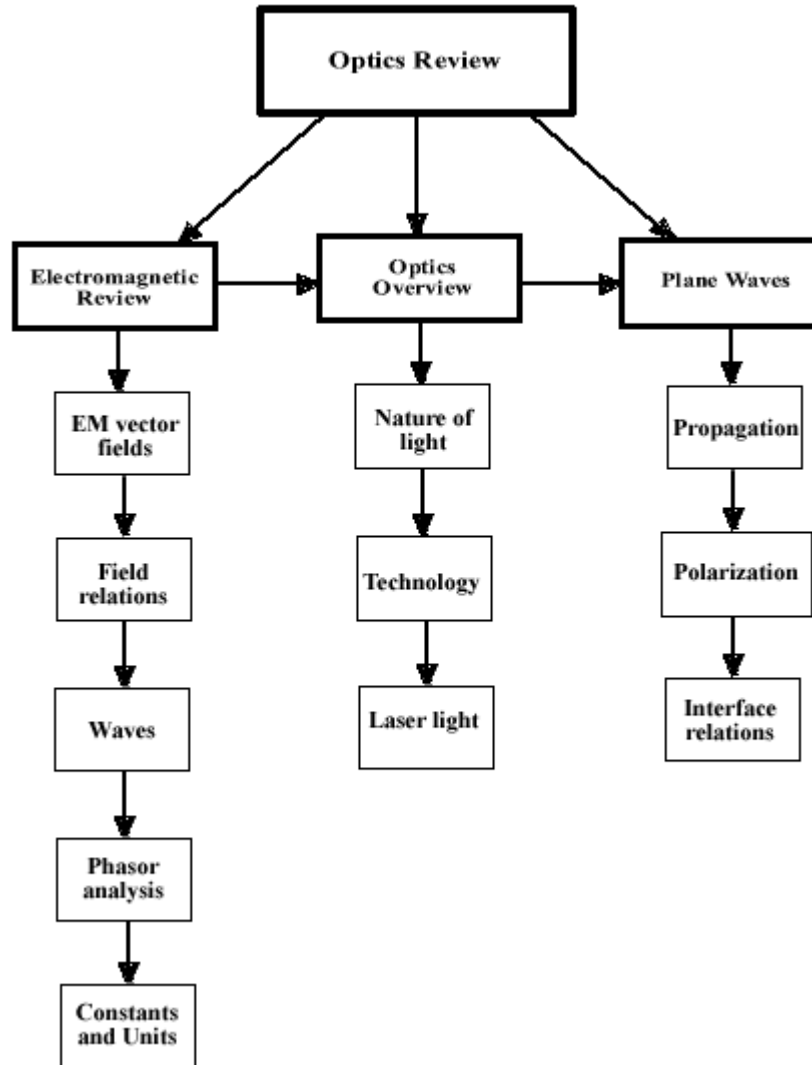 Optics Review
Electromagnetic
Review
Optics
Overview
Plane Waves
EM vector
fields
Field
relations
Waves
Phasor
analysis
Constants
and Units
Nature of
light
Technology
Laser light
Propagation
Polarization
Interface
relations